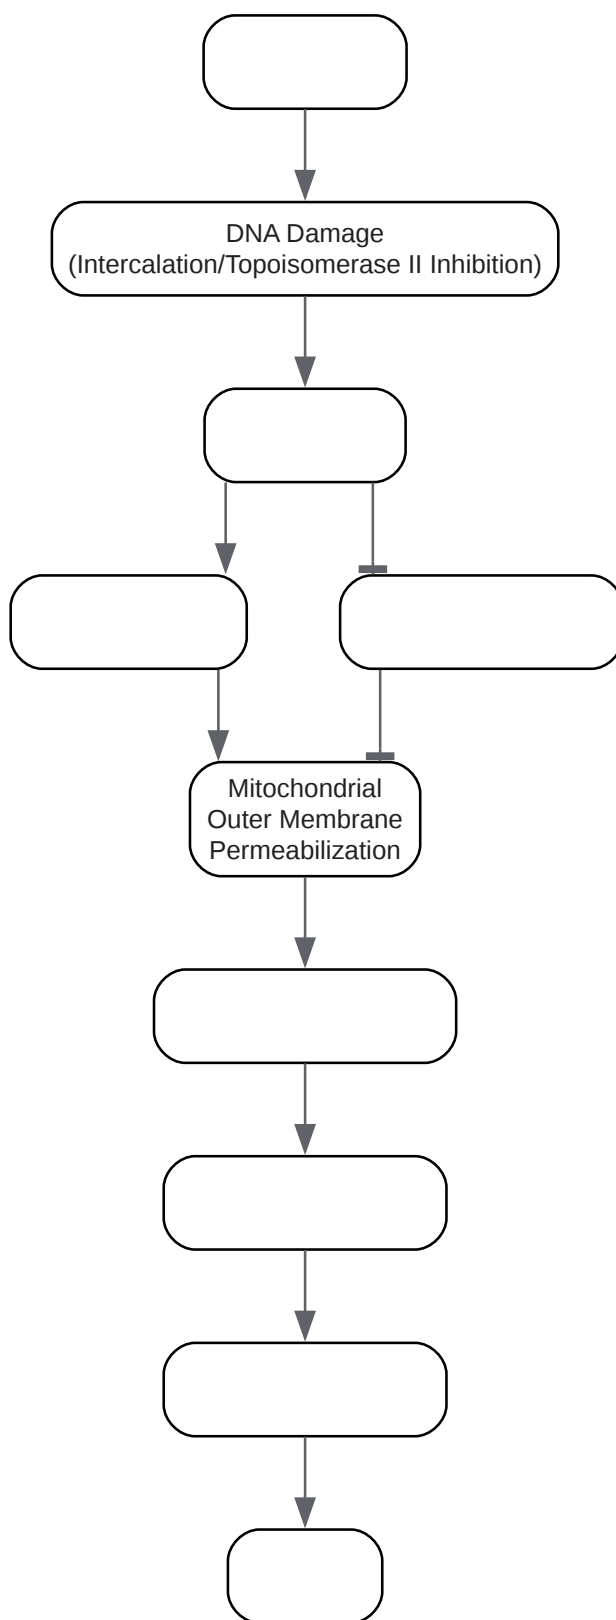 DNA Damage
(Intercalation/Topoisomerase II Inhibition)
Mitochondrial
Outer Membrane
Permeabilization